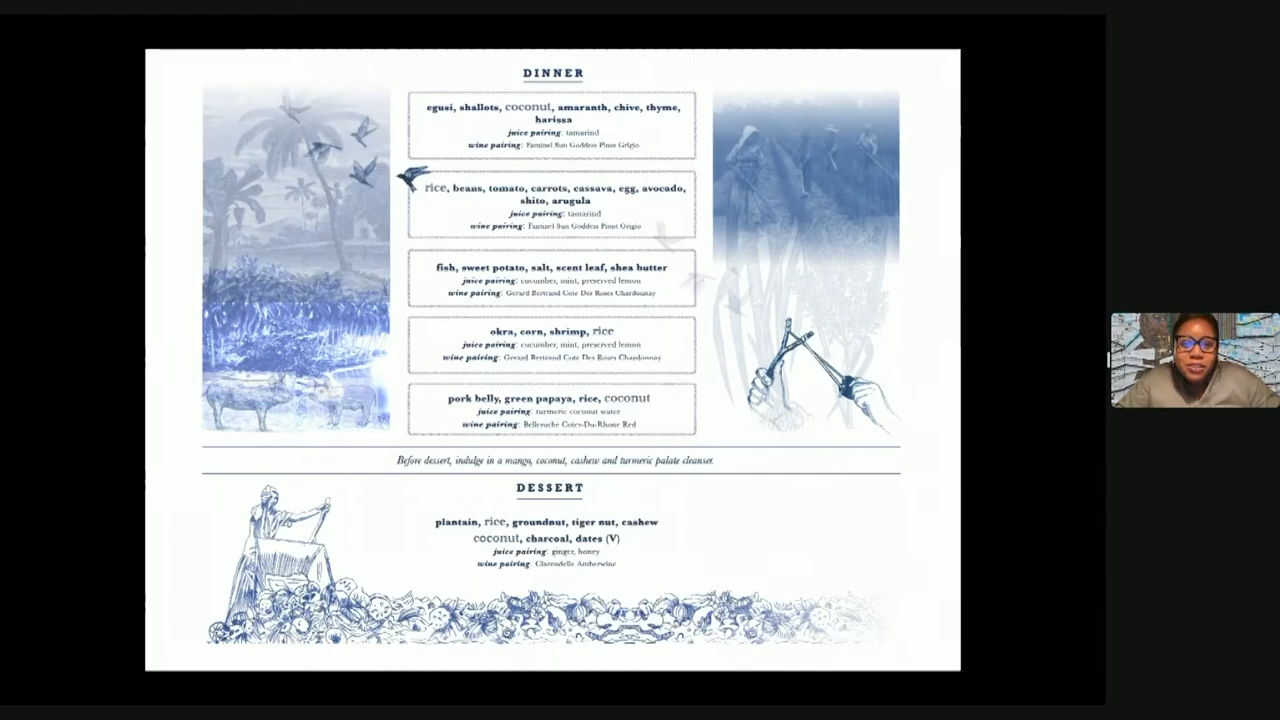 DINNER
egusi, shallots, coconut, amaranth, chive, thyme,
harissa
juice pairing: tamarind
wine pairing: Fantinel Sun Goddess Pinot Grigio
rice, beans, tomato, carrots, cassava, egg, avocado,
shito, arugula
juice pairing: tamarind
wine pairing: Fantinel Sun Goddess Pinot Grigio
fish, sweet potato, salt, scent leaf, shea butter
juice pairing: cucumber, mint, preserved lemon
wine pairing: Gerard Bertrand Cote Des Roses Chardonnay
okra, corn, shrimp, rice
juice pairing: cucumber, mint, preserved lemon
wine pairing: Gerard Bertrand Cote Des Roses Chardonnay
pork belly, green papaya, rice, coconut
juice pairing: turmeric coconut water
wine pairing: Belleruche Cotes-Du-Rhone Red
Before dessert, indulge in a mango, coconut, cashew and turmeric palate cleanser.
DESSERT
plantain, rice, groundnut, tiger nut, cashew
coconut, charcoal, dates (V)
juice pairing: ginger, honey
wine pairing: Clarendelle Amberwine